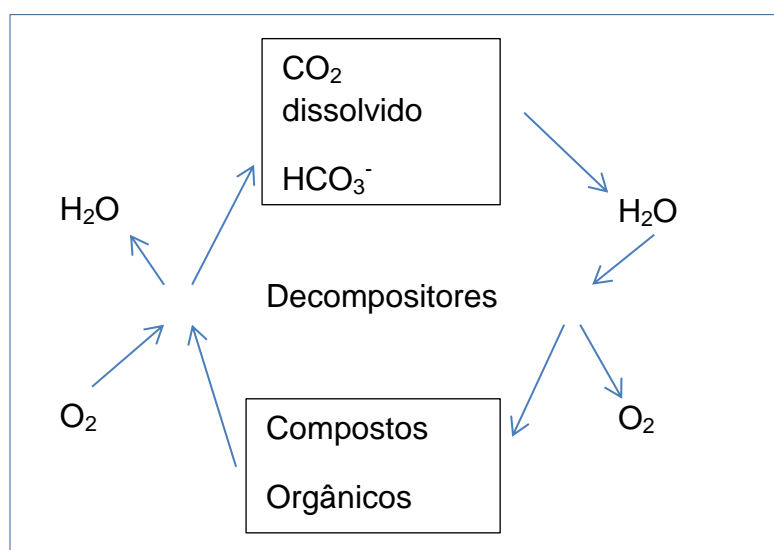 CO₂
dissolvido
HCO₃⁻
H₂O
H₂O
Decompositores
O₂
Compostos
O₂
Orgânicos